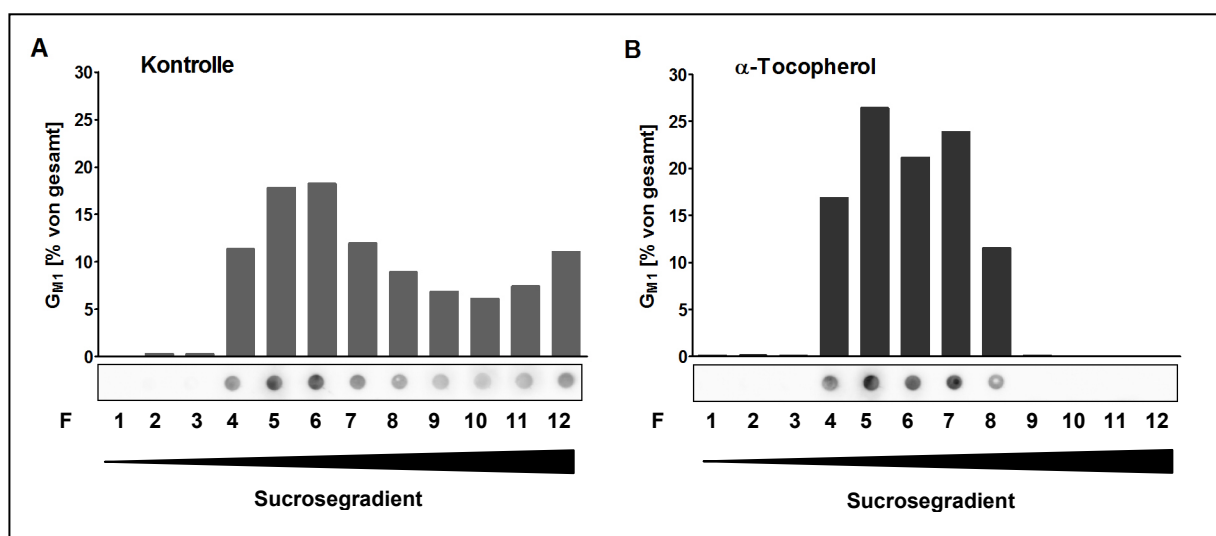 A
Kontrolle
30
25
20
15
10
5
0
GM1 [% von gesamt]
F 1 2 3 4 5 6 7 8 9 10 11 12
Sucrosegradient
B
α-Tocopherol
30
25
20
15
10
5
0
GM1 [% von gesamt]
F 1 2 3 4 5 6 7 8 9 10 11 12
Sucrosegradient